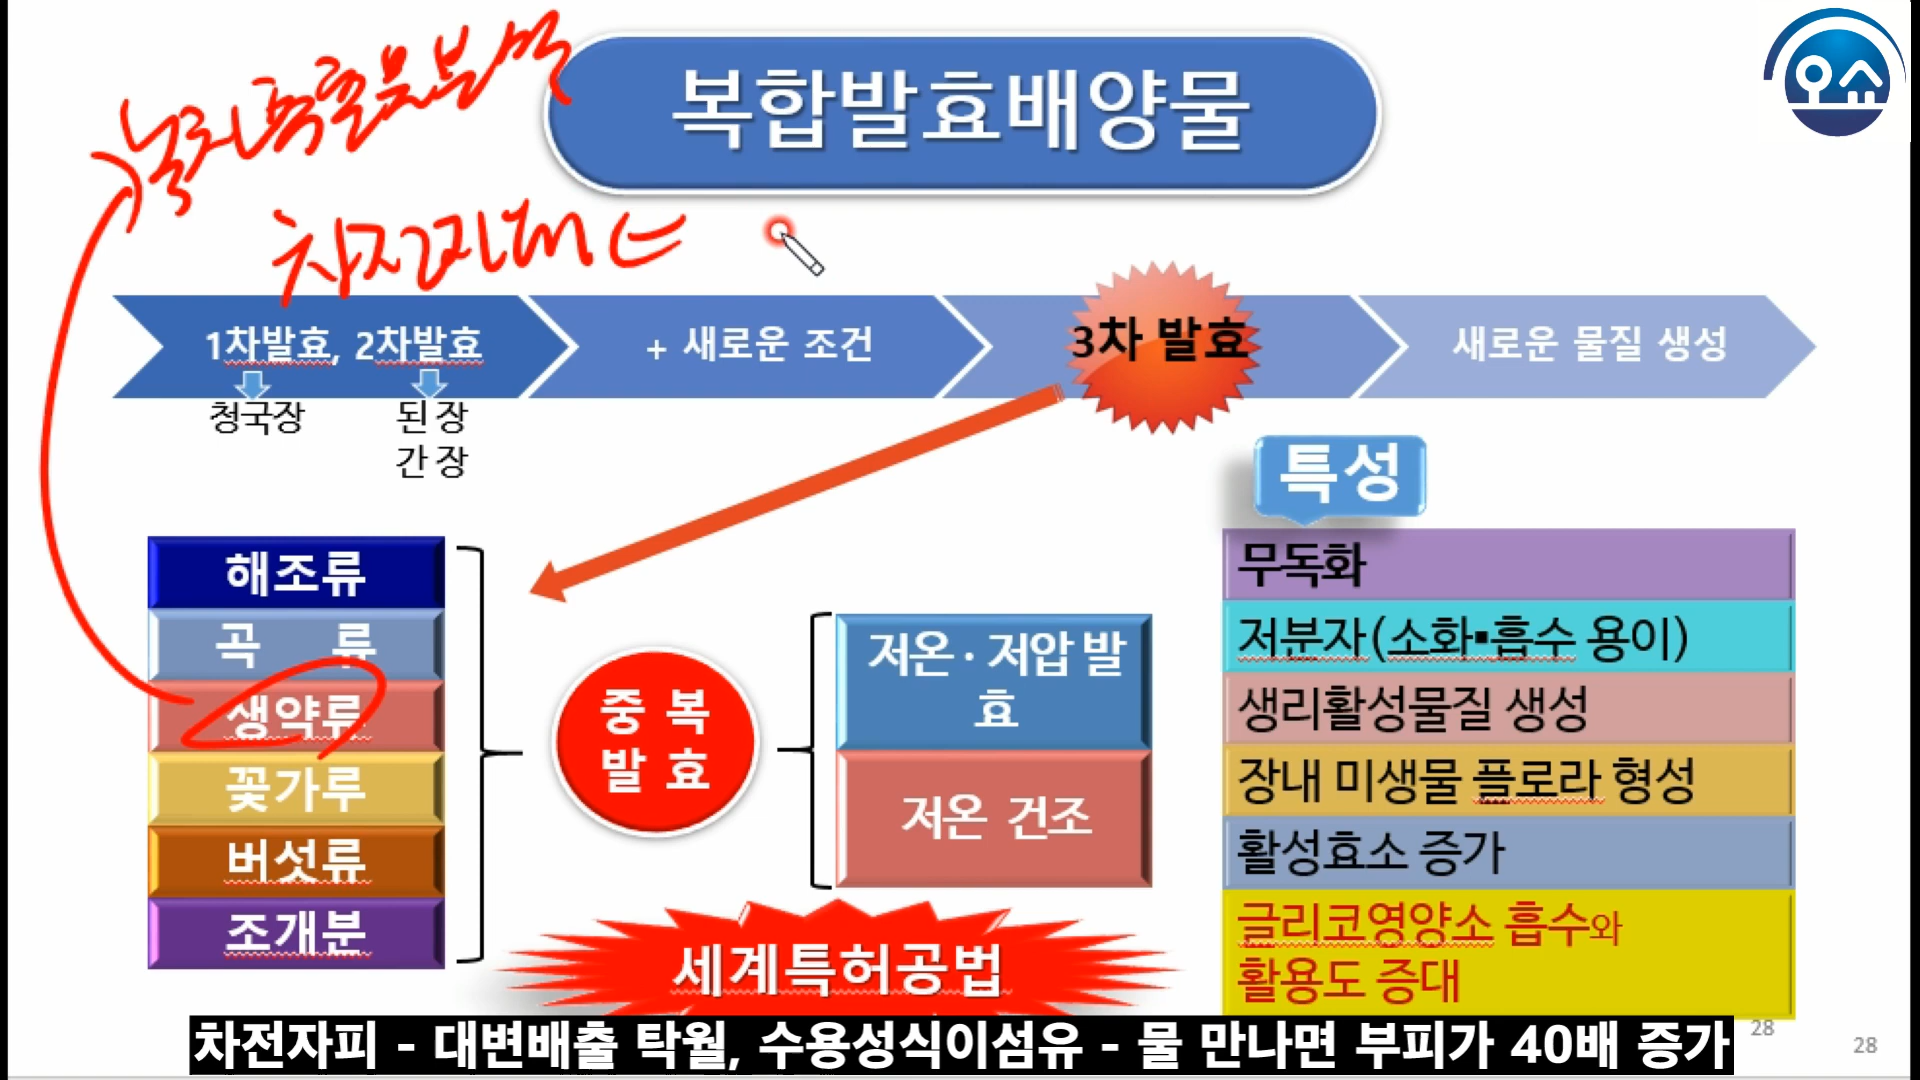 복합발효배양물
오쇼
1차발효, 2차발효
+ 새로운 조건
3차 발효
새로운 물질 생성
청국장
된 장
간 장
특성
해조류
곡 류
생약류
꽃가루
버섯류
조개분
중 복
발 효
저온 · 저압 발
효
저온 건조
무독화
저분자(소화▪흡수 용이)
생리활성물질 생성
장내 미생물 플로라 형성
활성효소 증가
글리코영양소 흡수와
활용도 증대
세계특허공법
차전자피 - 대변배출 탁월, 수용성식이섬유 - 물 만나면 부피가 40배 증가
28
28